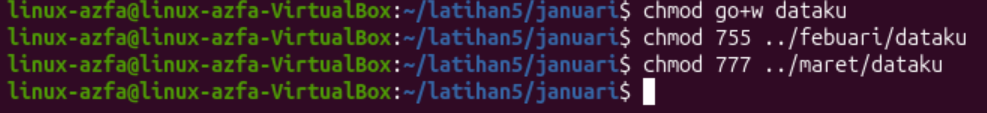 linux-azfa@linux-azfa-VirtualBox:~/latihan5/januari$ chmod go+w dataku
linux-azfa@linux-azfa-VirtualBox:~/latihan5/januari$ chmod 755 ../febuari/dataku
linux-azfa@linux-azfa-VirtualBox:~/latihan5/januari$ chmod 777 ../maret/dataku
linux-azfa@linux-azfa-VirtualBox:~/latihan5/januari$